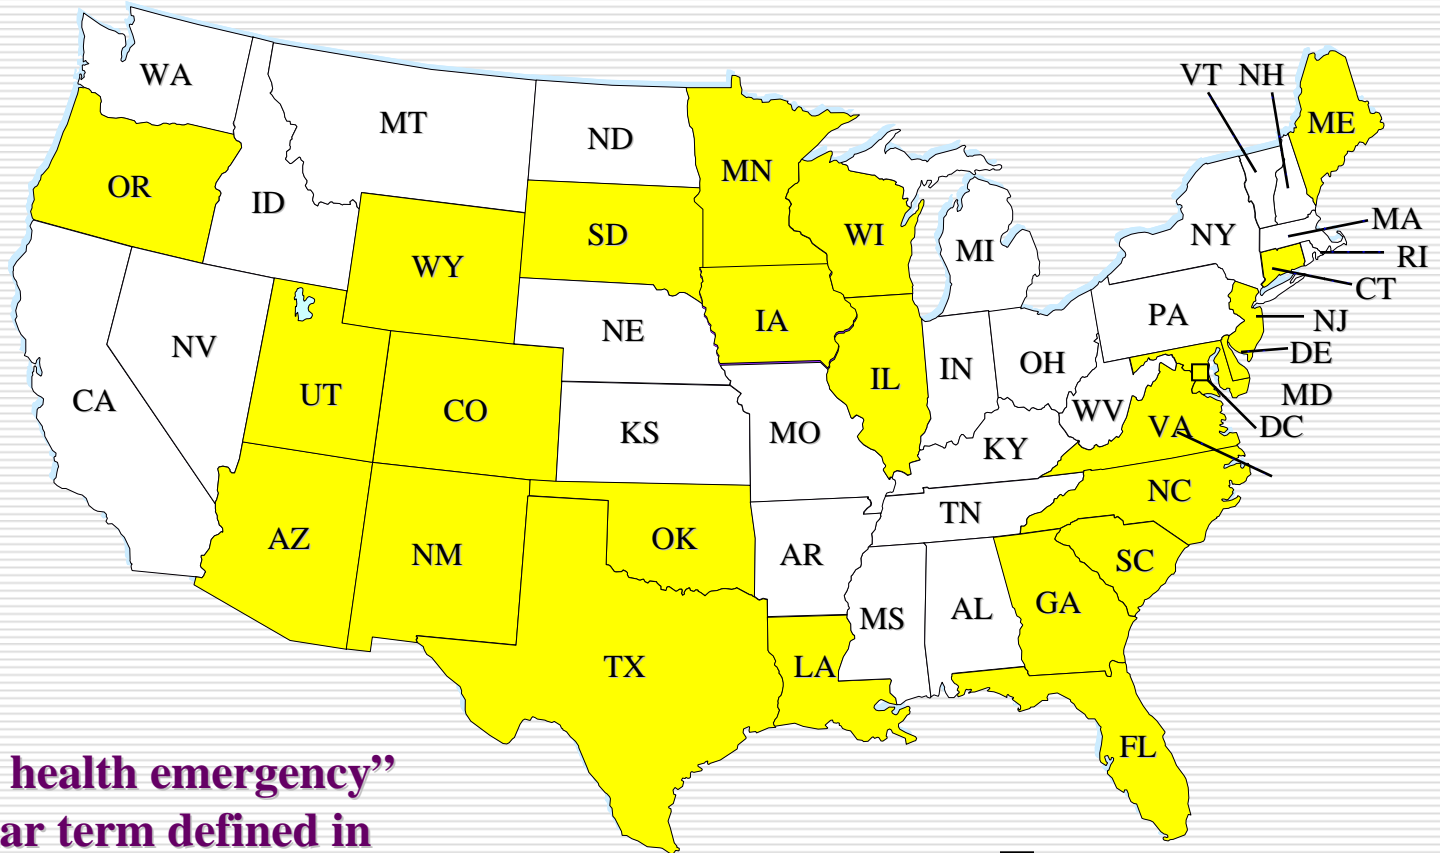 VT NH
WA
ME
MT
ND
MN
OR
ID
MA
SD
WI
NY
MI
RI
WY
CT
PA
NJ
IA
NE
NV
DE
OH
IN
IL
UT
MD
CA
CO
WV
VA
DC
KS
MO
KY
NC
TN
AZ
OK
NM
AR
SC
GA
AL
MS
TX
LA
FL
health emergency”
ar term defined in